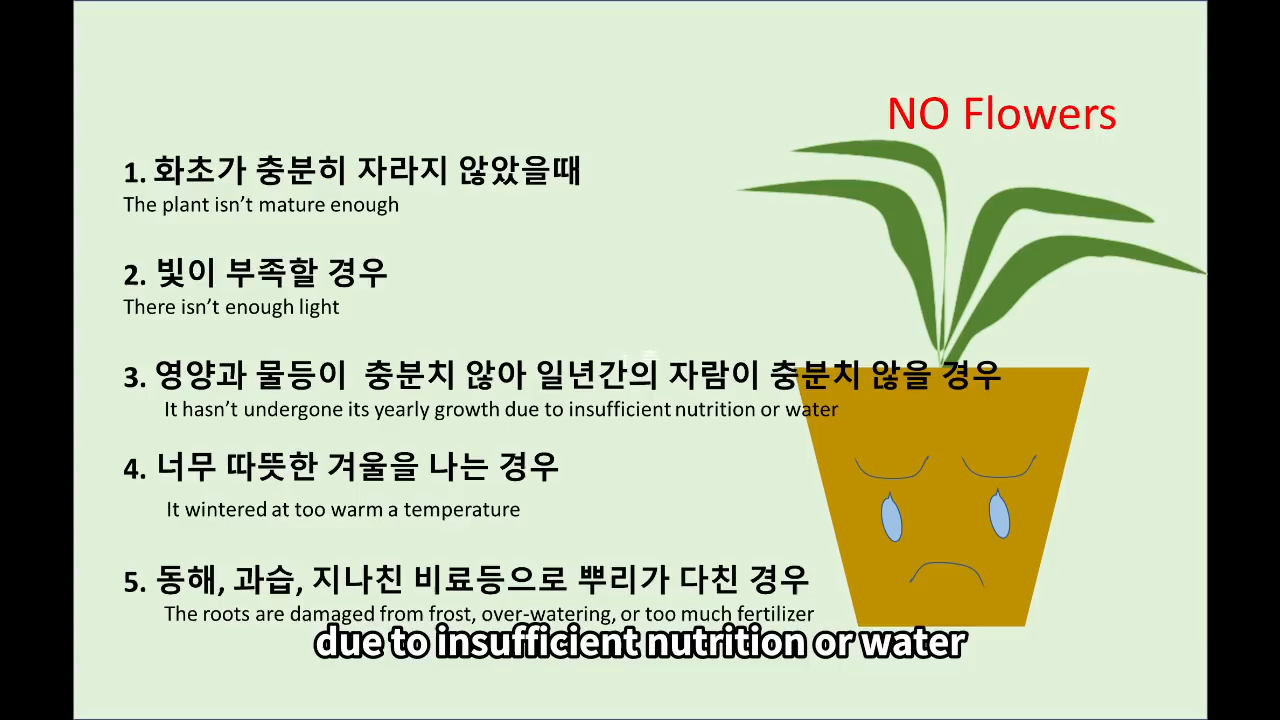 NO Flowers
1. 화초가 충분히 자라지 않았을때
The plant isn't mature enough
2. 빛이 부족할 경우
There isn't enough light
3. 영양과 물등이 충분치 않아 일년간의 자람이 충분치 않을 경우
It hasn't undergone its yearly growth due to insufficient nutrition or water
4. 너무 따뜻한 겨울을 나는 경우
It wintered at too warm a temperature
5. 동해, 과습, 지나친 비료등으로 뿌리가 다친 경우
The roots are damaged from frost, over-watering, or too much fertilizer
due to insufficient nutrition or water